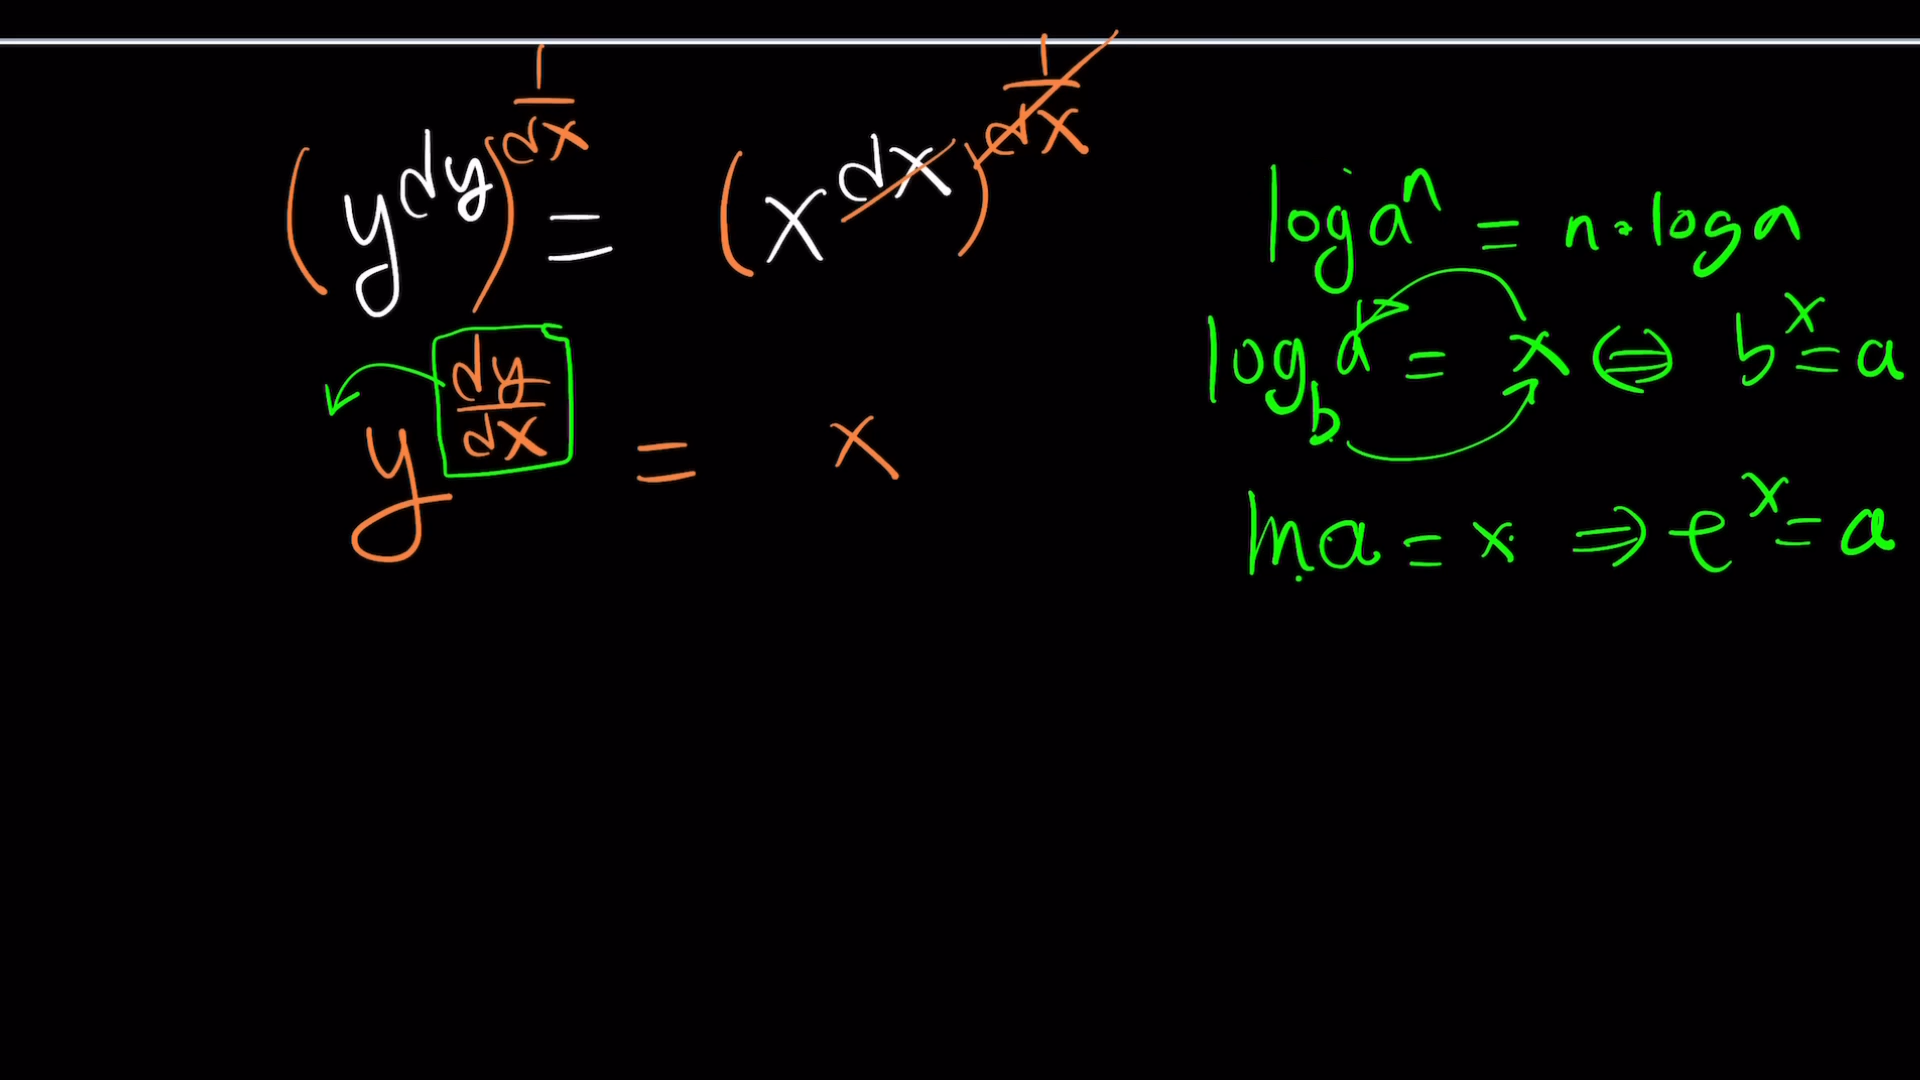 (y^dy)^(1/dx) = (x^dx)^(1/dx)
y^(dy/dx) = x
log a^n = n · log a
log_b a = x ⇔ b^x = a
ln a = x ⇒ e^x = a